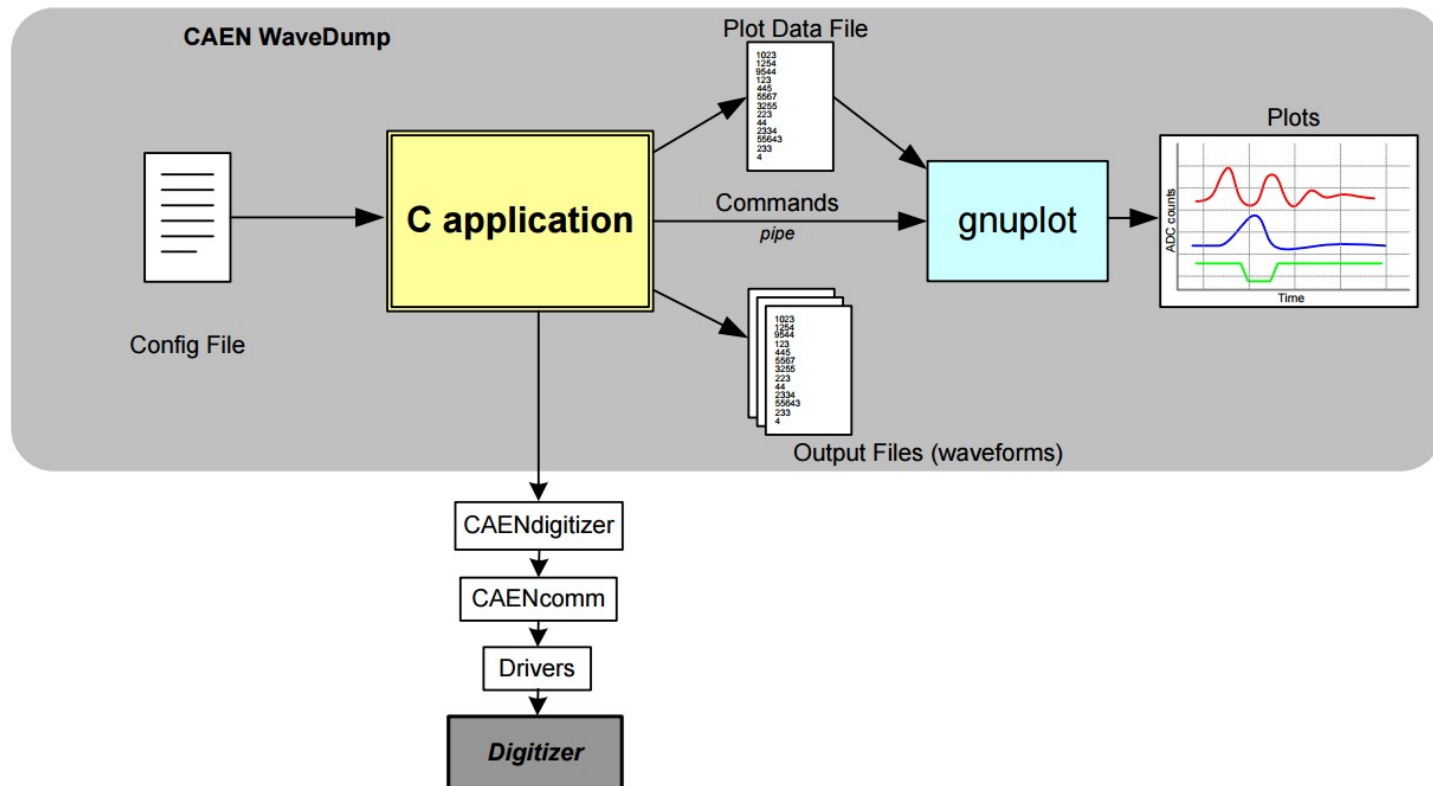 CAEN WaveDump
Plot Data File
1023
1254
9544
123
445
5567
3255
223
44
2334
55643
233
4
Plots
ADC counts
Time
C application
Commands
pipe
gnuplot
Config File
1023
1254
9544
123
445
5567
3255
223
44
2334
55643
233
4
Output Files (waveforms)
CAENdigitizer
CAENcomm
Drivers
Digitizer